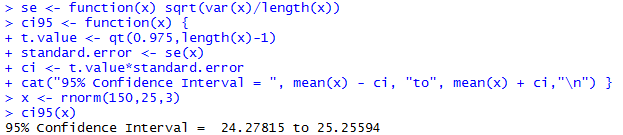 > se <- function(x) sqrt(var(x)/length(x))
> ci95 <- function(x) {
+ t.value <- qt(0.975,length(x)-1)
+ standard.error <- se(x)
+ ci <- t.value*standard.error
+ cat("95% Confidence Interval = ", mean(x) - ci, "to", mean(x) + ci,"\n") }
> x <- rnorm(150,25,3)
> ci95(x)
95% Confidence Interval =  24.27815 to 25.25594